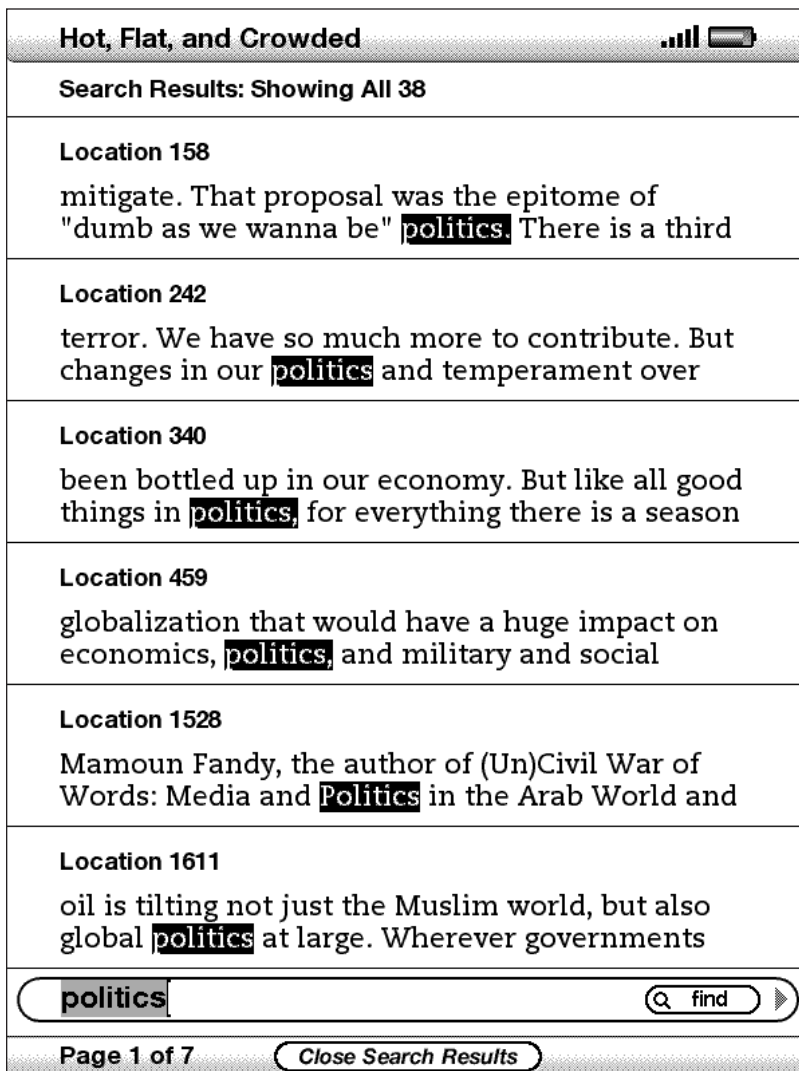 Hot, Flat, and Crowded
Search Results: Showing All 38
Location 158
mitigate. That proposal was the epitome of
"dumb as we wanna be" politics. There is a third
Location 242
terror. We have so much more to contribute. But
changes in our politics and temperament over
Location 340
been bottled up in our economy. But like all good
things in politics, for everything there is a season
Location 459
globalization that would have a huge impact on
economics, politics, and military and social
Location 1528
Mamoun Fandy, the author of (Un)Civil War of
Words: Media and Politics in the Arab World and
Location 1611
oil is tilting not just the Muslim world, but also
global politics at large. Wherever governments
politics find
Page 1 of 7 Close Search Results